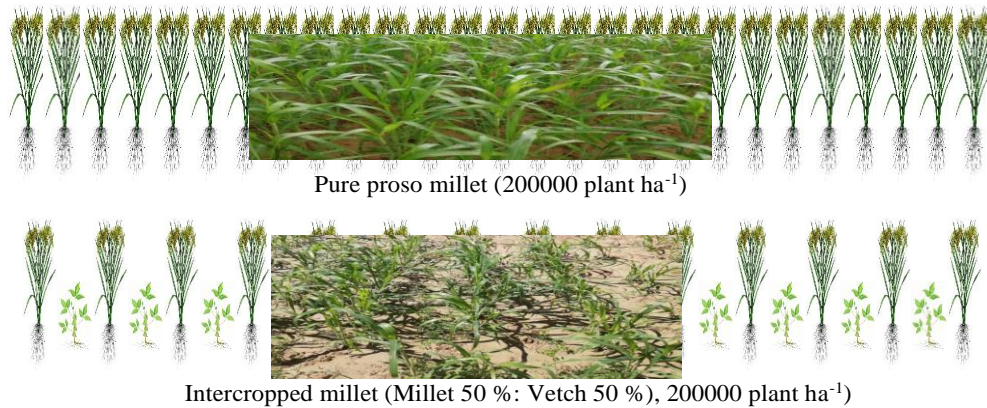 Pure proso millet (200000 plant ha⁻¹)
Intercropped millet (Millet 50 %: Vetch 50 %), 200000 plant ha⁻¹)